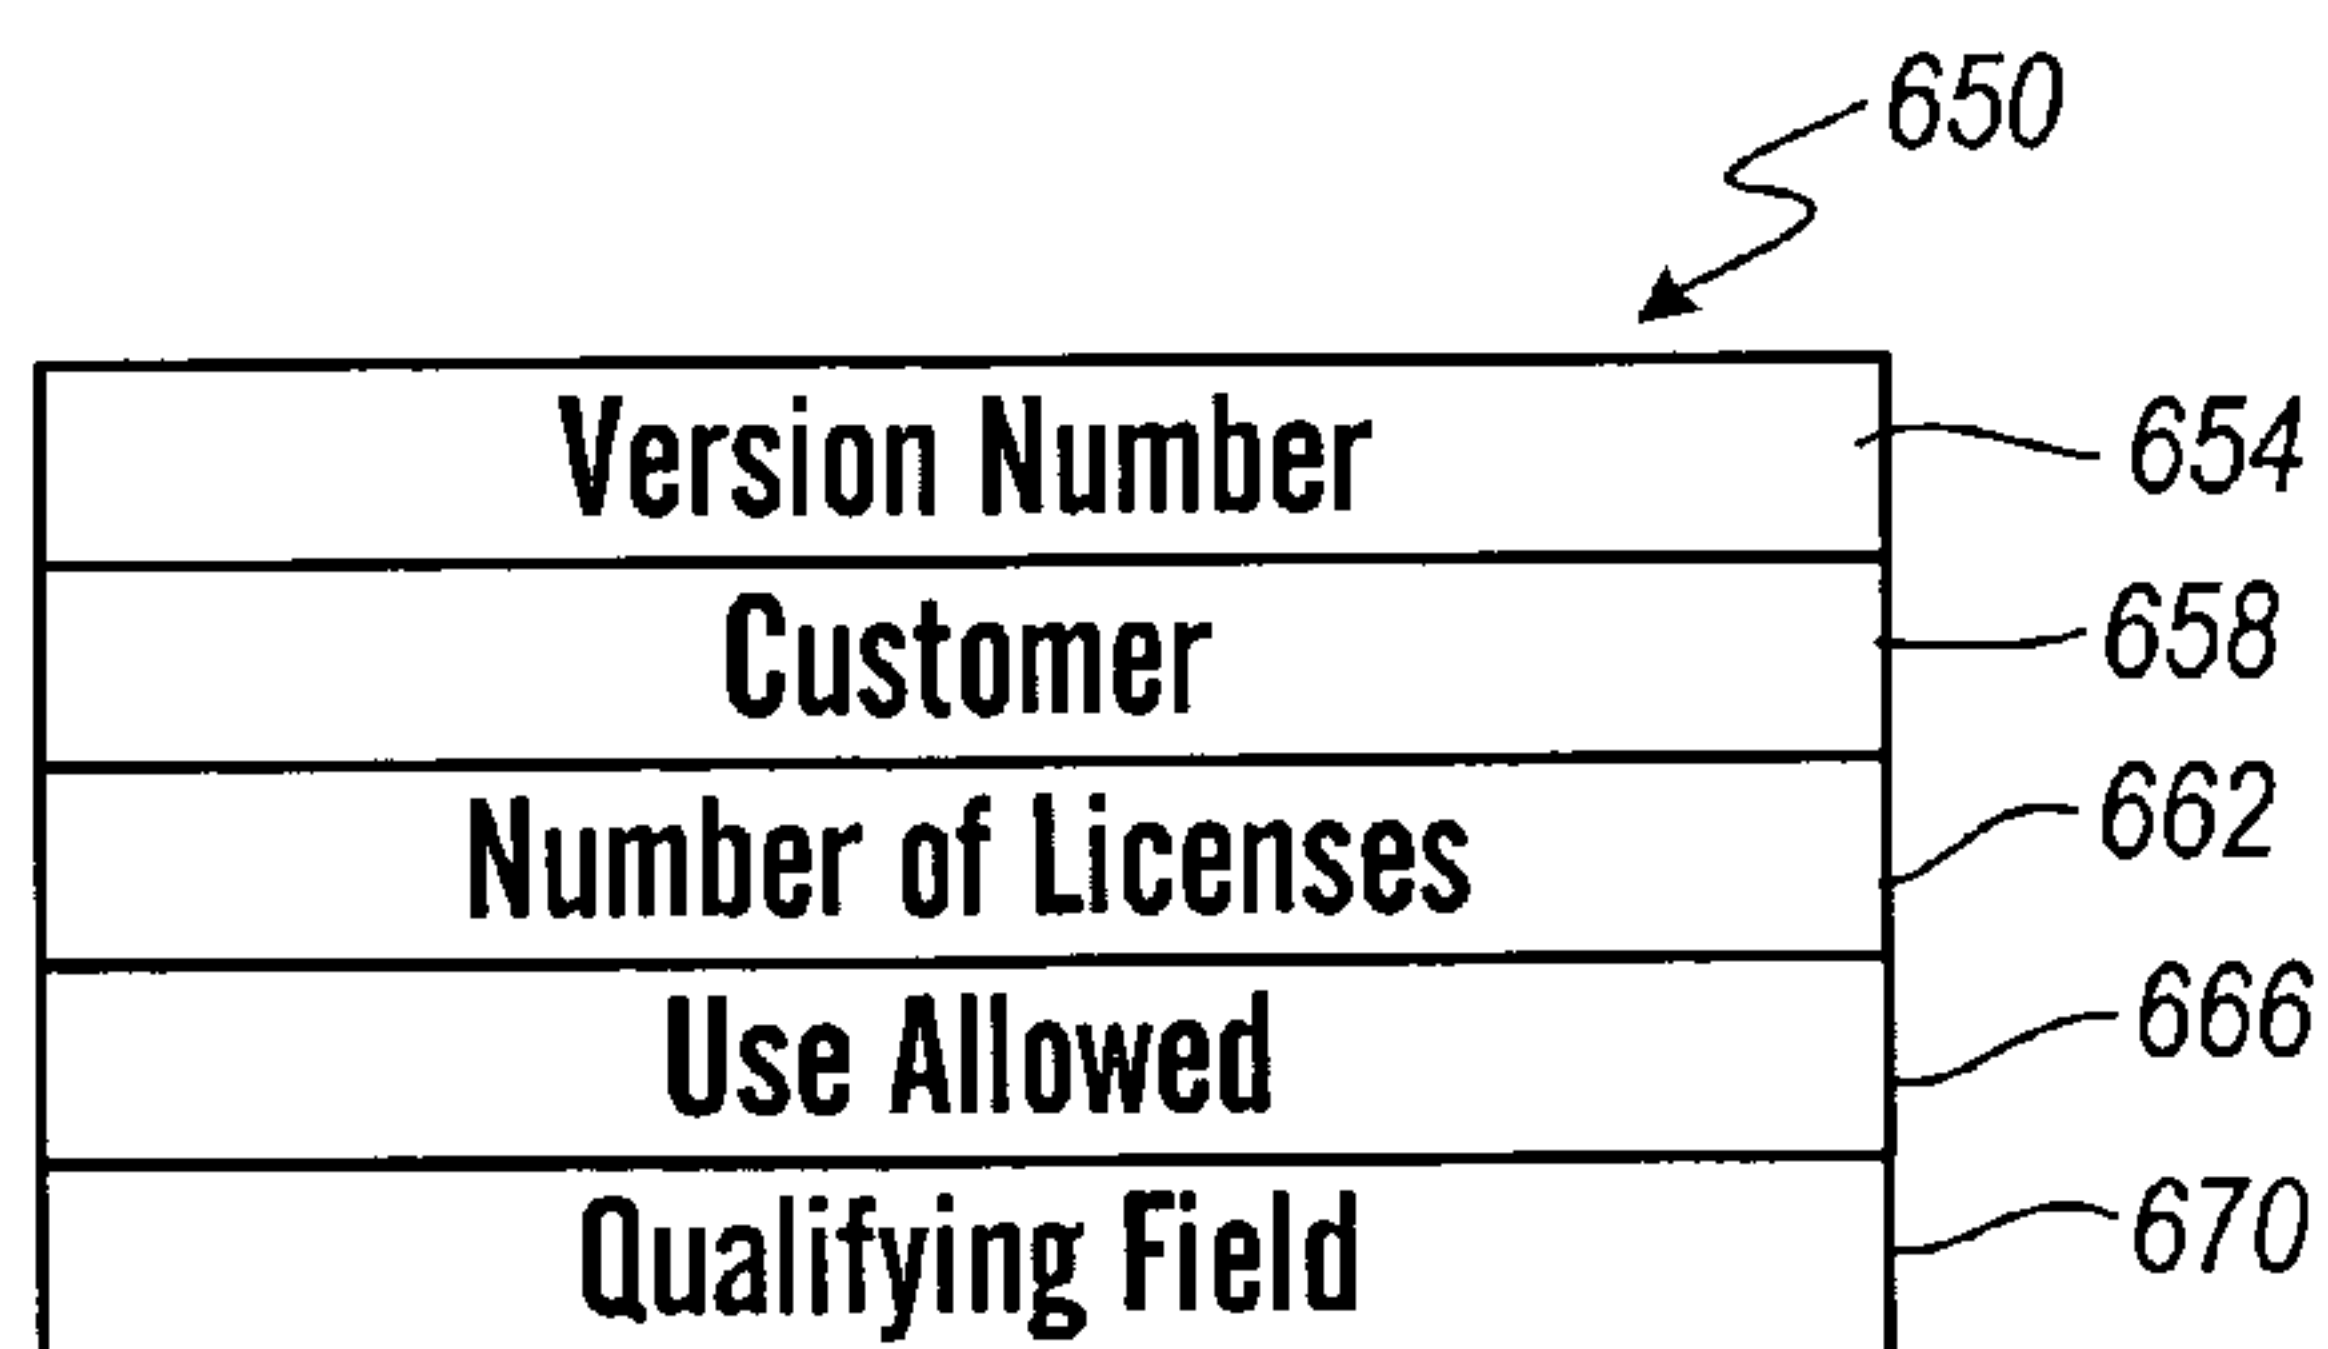 650
Version Number 654
Customer 658
Number of Licenses 662
Use Allowed 666
Qualifying Field 670